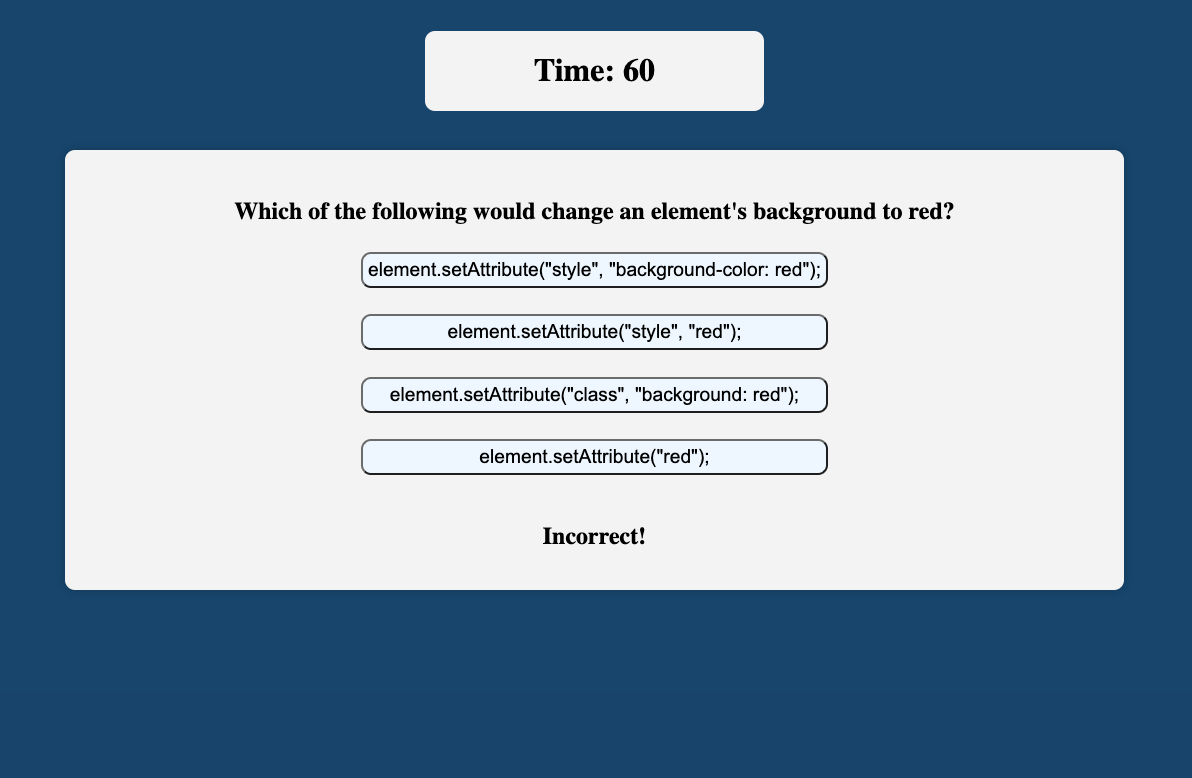 Time: 60
Which of the following would change an element's background to red?
element.setAttribute("style", "background-color: red");
element.setAttribute("style", "red");
element.setAttribute("class", "background: red");
element.setAttribute("red");
Incorrect!